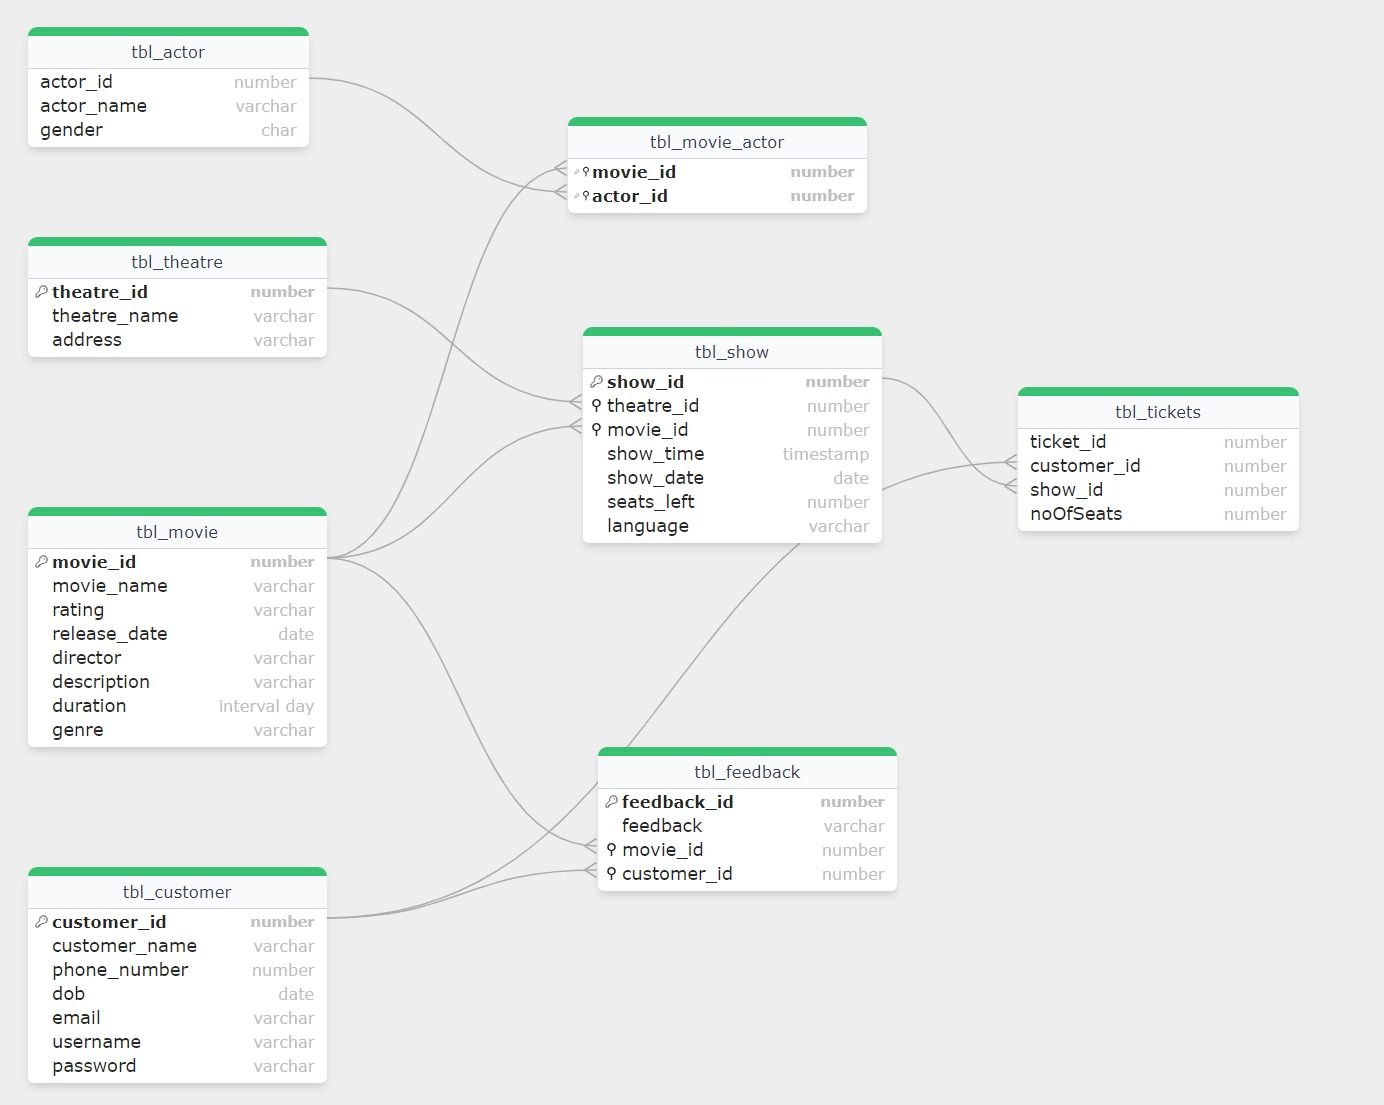 tbl_actor
actor_id number
actor_name varchar
gender char
tbl_movie_actor
movie_id number
actor_id number
tbl_theatre
theatre_id number
theatre_name varchar
address varchar
tbl_show
show_id number
theatre_id number
movie_id number
show_time timestamp
show_date date
seats_left number
language varchar
tbl_tickets
ticket_id number
customer_id number
show_id number
noOfSeats number
tbl_movie
movie_id number
movie_name varchar
rating varchar
release_date date
director varchar
description varchar
duration interval day
genre varchar
tbl_feedback
feedback_id number
feedback varchar
movie_id number
customer_id number
tbl_customer
customer_id number
customer_name varchar
phone_number number
dob date
email varchar
username varchar
password varchar